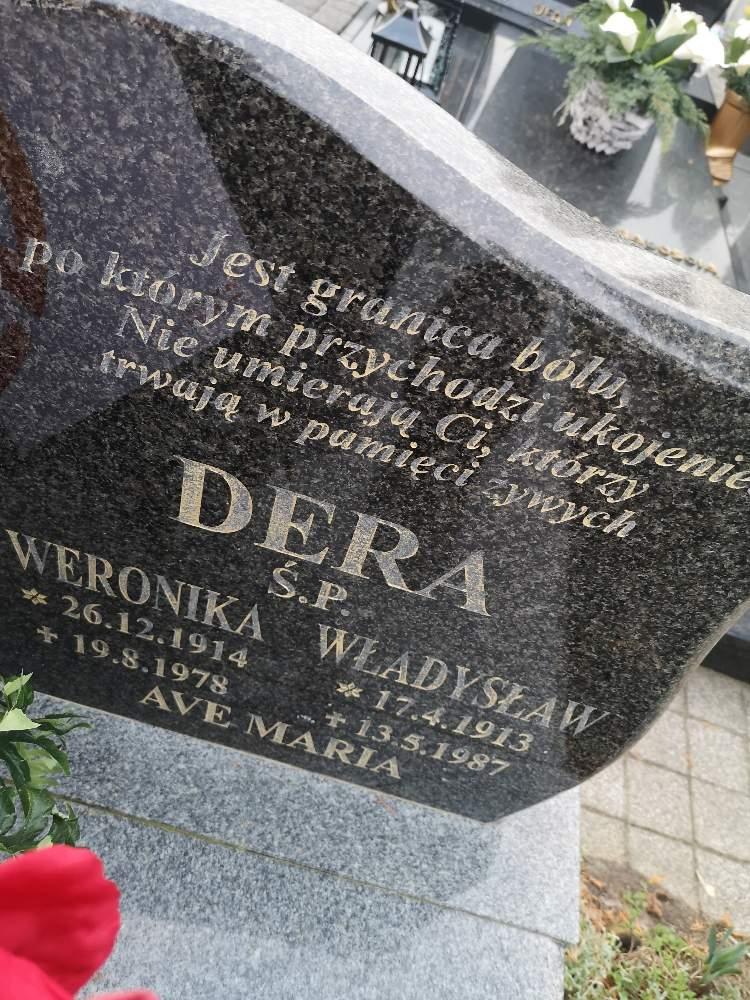 Jest granica bólu,
po którym przychodzi ukojenie
Nie umierają Ci, którzy
trwają w pamięci żywych
DERA
Ś.P.
WERONIKA
26.12.1914
19.8.1978
WŁADYSŁAW
17.4.1913
13.5.1987
AVE MARIA